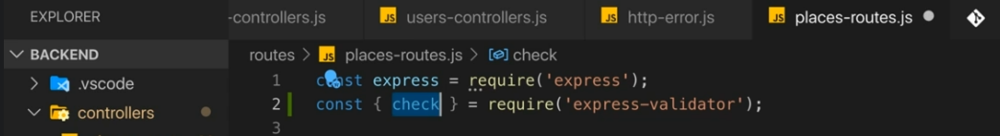 EXPLORER
-controllers.js
JS users-controllers.js
JS http-error.js
JS places-routes.js
BACKEND
routes > JS places-routes.js > check
.vscode
1 const express = require('express');
controllers
2 const { check } = require('express-validator');
3